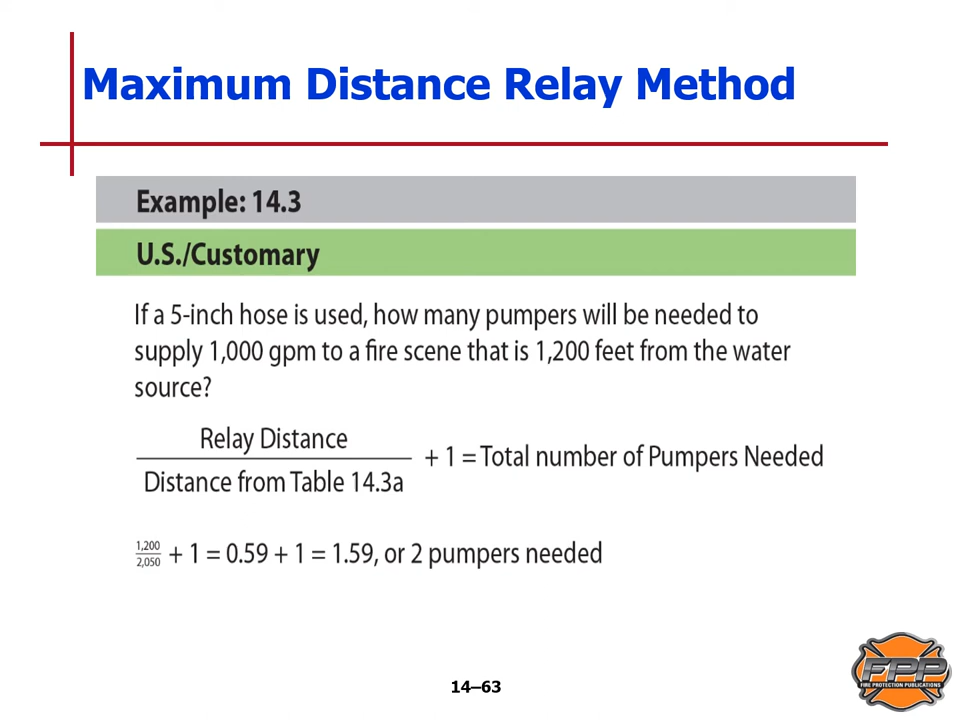 Maximum Distance Relay Method
Example: 14.3
U.S./Customary
If a 5-inch hose is used, how many pumpers will be needed to
supply 1,000 gpm to a fire scene that is 1,200 feet from the water
source?
Relay Distance
Distance from Table 14.3a
+ 1 = Total number of Pumpers Needed
1,200
2,050
+ 1 = 0.59 + 1 = 1.59, or 2 pumpers needed
FPP
FIRE PROTECTION PUBLICATIONS
14–63